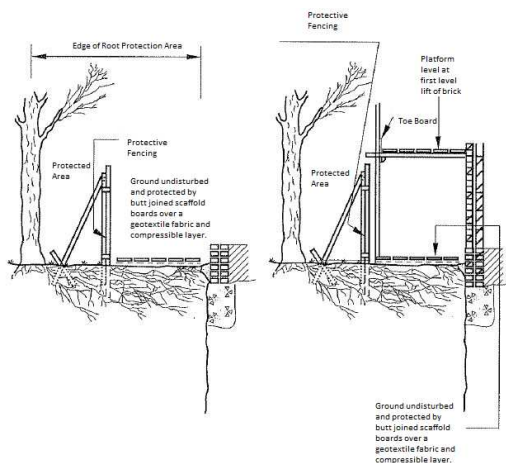 Edge of Root Protection Area
Protected
Area
Protective
Fencing
Ground undisturbed
and protected by
butt joined scaffold
boards over a
geotextile fabric and
compressible layer.
Protective
Fencing
Platform
level at
first level
lift of brick
Toe Board
Protected
Area
Ground undisturbed
and protected by
butt joined scaffold
boards over a
geotextile fabric and
compressible layer.